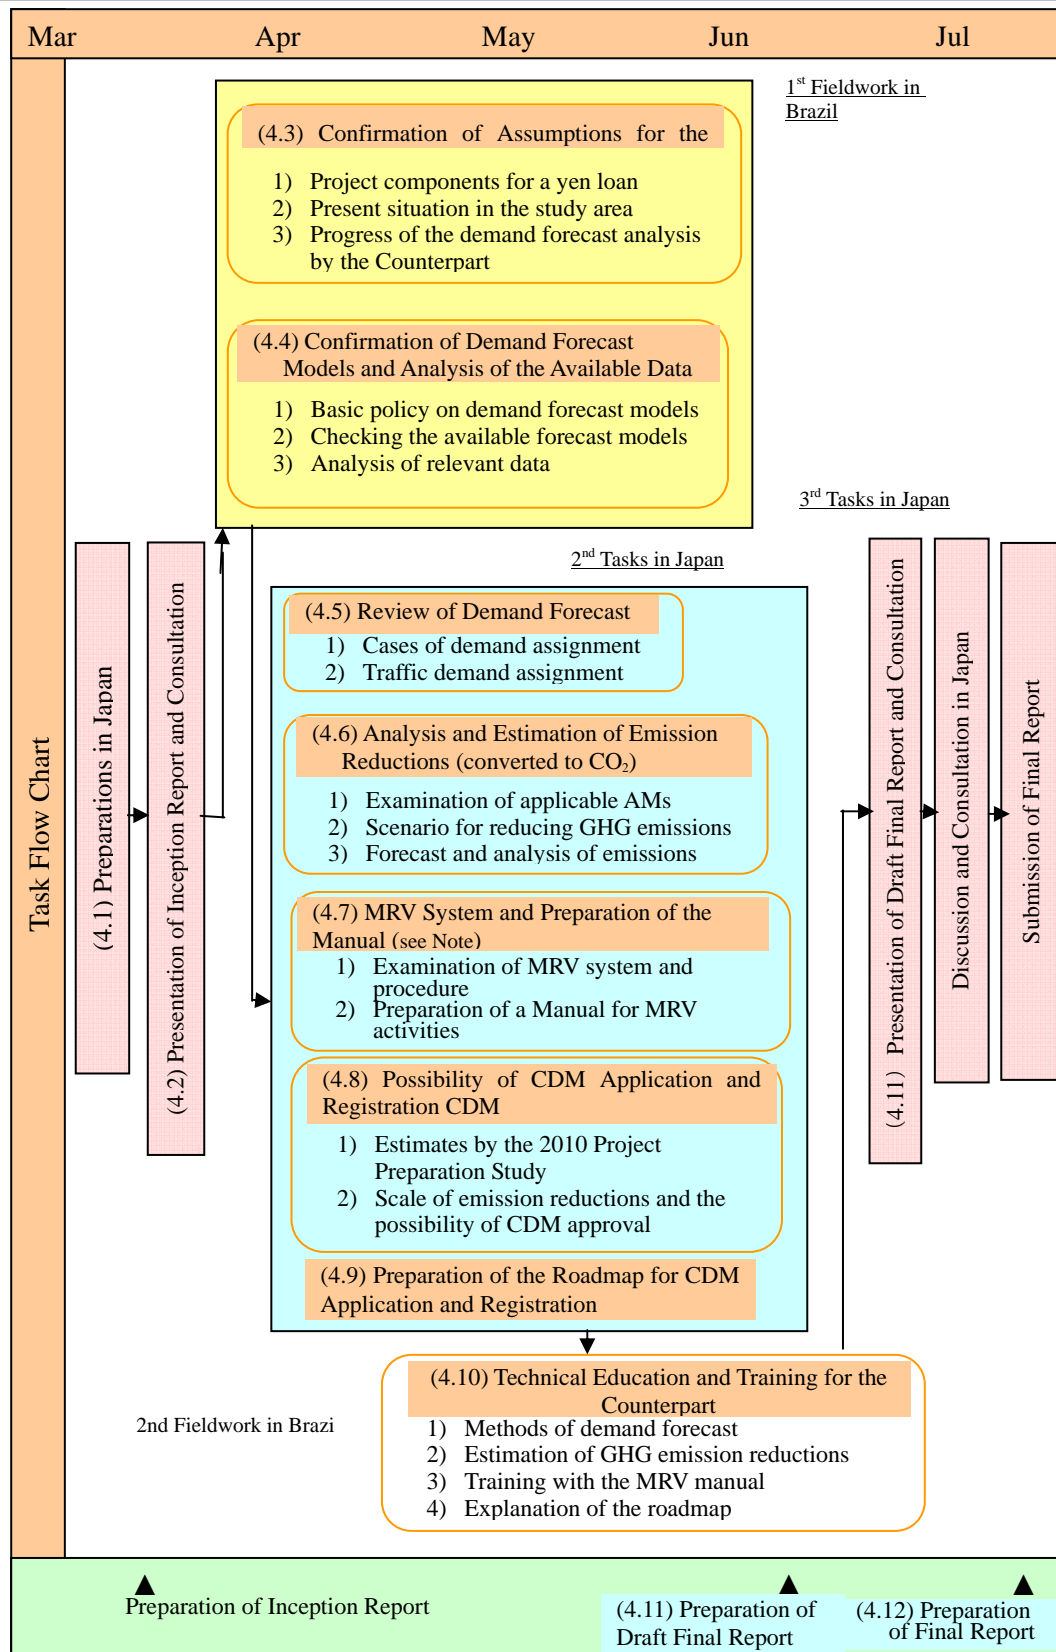 Mar Apr May Jun Jul
Task Flow Chart
1st Fieldwork in
Brazil
(4.3) Confirmation of Assumptions for the
1) Project components for a yen loan
2) Present situation in the study area
3) Progress of the demand forecast analysis
by the Counterpart
(4.4) Confirmation of Demand Forecast
Models and Analysis of the Available Data
1) Basic policy on demand forecast models
2) Checking the available forecast models
3) Analysis of relevant data
3rd Tasks in Japan
2nd Tasks in Japan
(4.1) Preparations in Japan
(4.2) Presentation of Inception Report and Consultation
(4.5) Review of Demand Forecast
1) Cases of demand assignment
2) Traffic demand assignment
(4.6) Analysis and Estimation of Emission
Reductions (converted to CO₂)
1) Examination of applicable AMs
2) Scenario for reducing GHG emissions
3) Forecast and analysis of emissions
(4.7) MRV System and Preparation of the
Manual (see Note)
1) Examination of MRV system and
procedure
2) Preparation of a Manual for MRV
activities
(4.8) Possibility of CDM Application and
Registration CDM
1) Estimates by the 2010 Project
Preparation Study
2) Scale of emission reductions and the
possibility of CDM approval
(4.9) Preparation of the Roadmap for CDM
Application and Registration
(4.11) Presentation of Draft Final Report and Consultation
Discussion and Consultation in Japan
Submission of Final Report
(4.10) Technical Education and Training for the
Counterpart
2nd Fieldwork in Brazi
1) Methods of demand forecast
2) Estimation of GHG emission reductions
3) Training with the MRV manual
4) Explanation of the roadmap
Preparation of Inception Report
(4.11) Preparation of
Draft Final Report
(4.12) Preparation
of Final Report